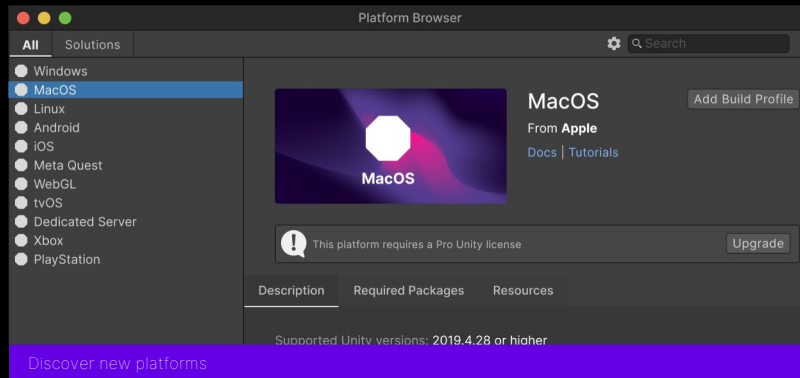 Platform Browser
All Solutions
Search
Windows
MacOS
Linux
Android
iOS
Meta Quest
WebGL
tvOS
Dedicated Server
Xbox
PlayStation
MacOS
MacOS
Add Build Profile
From Apple
Docs | Tutorials
This platform requires a Pro Unity license
Upgrade
Description Required Packages Resources
Supported Unity versions: 2019.4.28 or higher
Discover new platforms